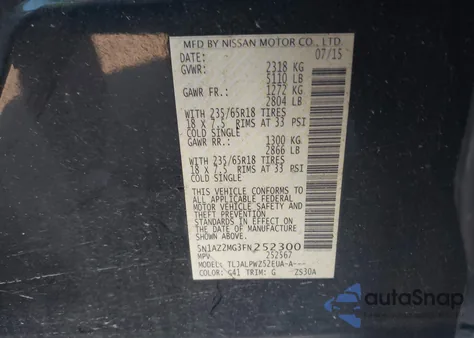 MFD BY NISSAN MOTOR CO., LTD.
DATE: 07/15
GVWR: 2318 KG
5110 LB
GAWR FR.: 1272 KG
2804 LB
WITH 235/65R18 TIRES
18 X 7.5 RIMS AT 33 PSI
COLD SINGLE
GAWR RR.: 1300 KG
2866 LB
WITH 235/65R18 TIRES
18 X 7.5 RIMS AT 33 PSI
COLD SINGLE
THIS VEHICLE CONFORMS TO
ALL APPLICABLE FEDERAL
MOTOR VEHICLE SAFETY
STANDARDS IN EFFECT ON
THE DATE OF MANUFACTURE
SHOWN ABOVE.
5N1AZ2MG3FN252300
MPV 252567
MODEL: TLJALPWZ52EUA-A---
COLOR: G41 TRIM: G ZS30A
autoSnap